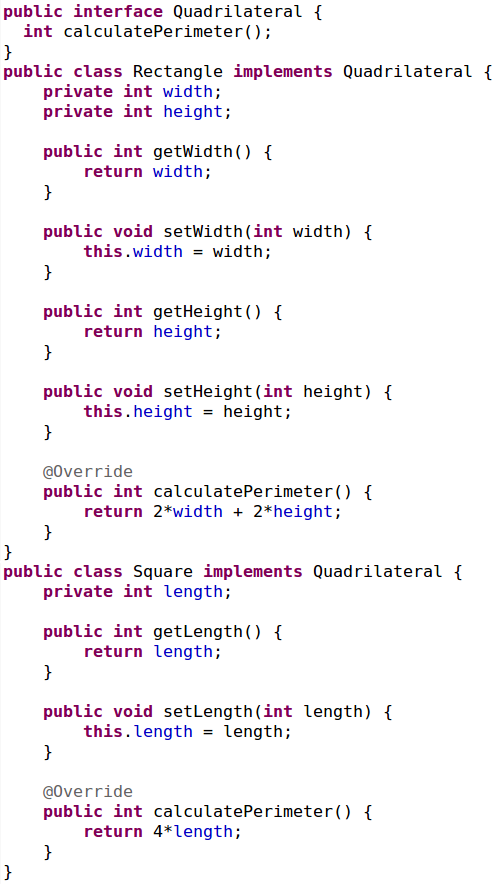 public interface Quadrilateral {
  int calculatePerimeter();
}
public class Rectangle implements Quadrilateral {
    private int width;
    private int height;

    public int getWidth() {
        return width;
    }

    public void setWidth(int width) {
        this.width = width;
    }

    public int getHeight() {
        return height;
    }

    public void setHeight(int height) {
        this.height = height;
    }

    @Override
    public int calculatePerimeter() {
        return 2*width + 2*height;
    }
}
public class Square implements Quadrilateral {
    private int length;

    public int getLength() {
        return length;
    }

    public void setLength(int length) {
        this.length = length;
    }

    @Override
    public int calculatePerimeter() {
        return 4*length;
    }
}